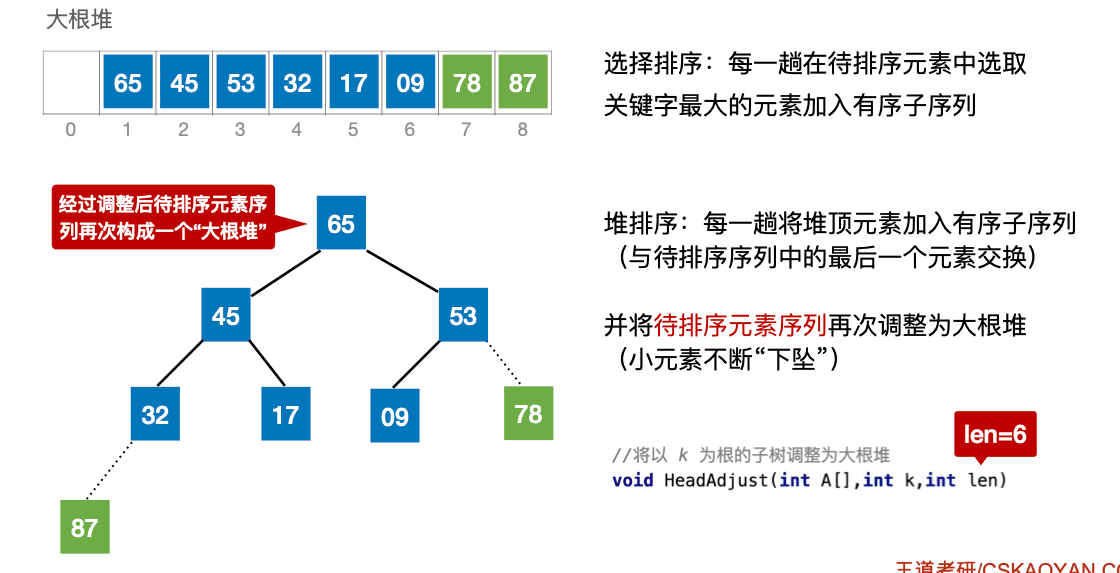 大根堆
65 45 53 32 17 09 78 87
0 1 2 3 4 5 6 7 8
选择排序：每一趟在待排序元素中选取
关键字最大的元素加入有序子序列
经过调整后待排序元素序
列再次构成一个“大根堆”
65
45 53
32 17 09 78
87
堆排序：每一趟将堆顶元素加入有序子序列
（与待排序序列中的最后一个元素交换）
并将待排序元素序列再次调整为大根堆
（小元素不断“下坠”）
len=6
//将以 k 为根的子树调整为大根堆
void HeadAdjust(int A[],int k,int len)
王道考研/CSKAOYAN.CO